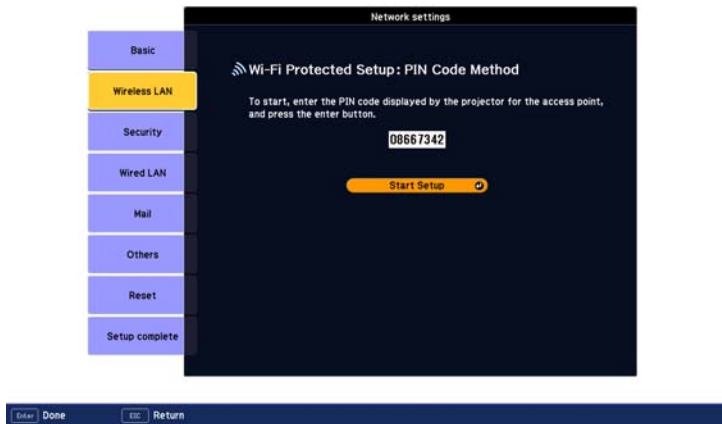 Network settings
Basic
Wireless LAN
Security
Wired LAN
Mail
Others
Reset
Setup complete
Wi-Fi Protected Setup: PIN Code Method
To start, enter the PIN code displayed by the projector for the access point,
and press the enter button.
08667342
Start Setup
Enter Done
ESC Return